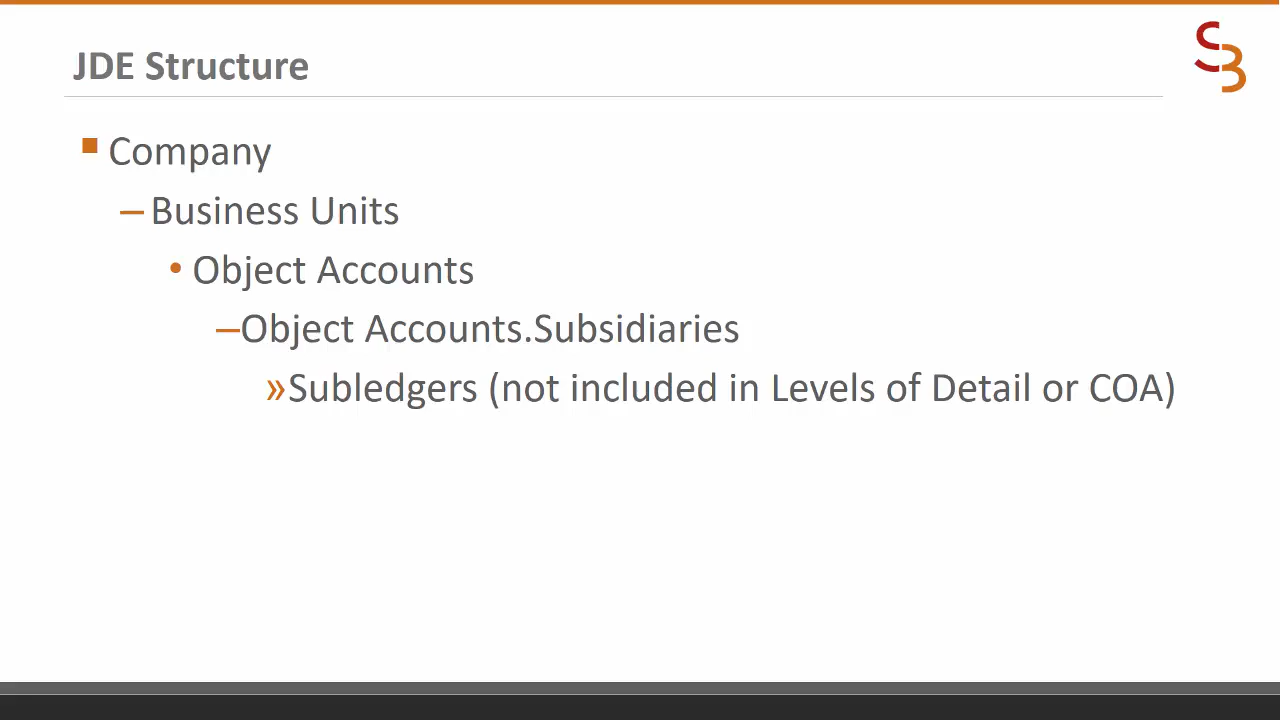 JDE Structure
SB
Company
Business Units
Object Accounts
Object Accounts.Subsidiaries
Subledgers (not included in Levels of Detail or COA)